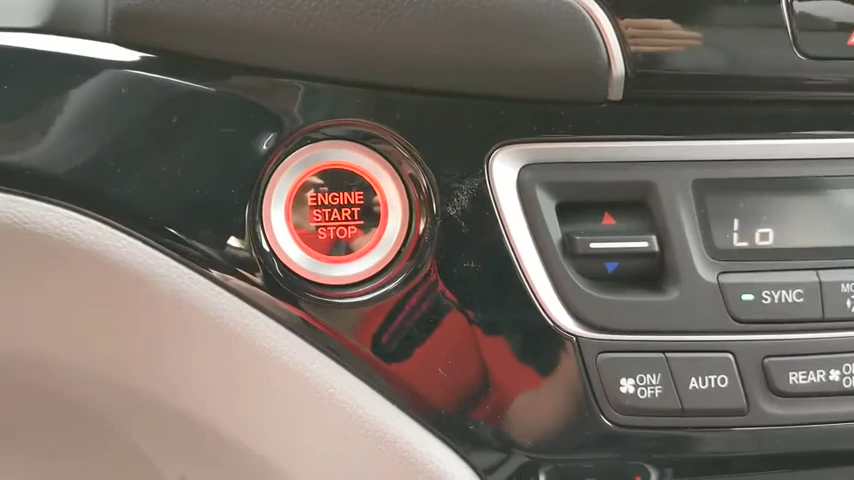 ENGINE
START
STOP
Lo
SYNC
ON/
OFF
AUTO
REAR